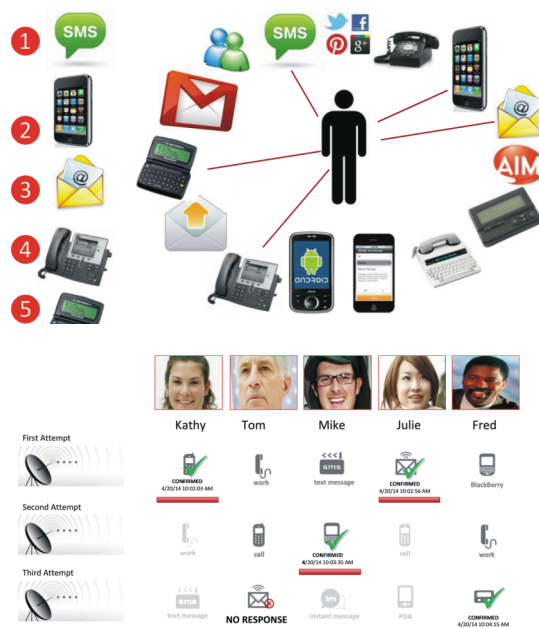 1
SMS
SMS
f
g+
2
@
@
AIM
3
4
android
5
Kathy Tom Mike Julie Fred
First Attempt
CONFIRMED
4/20/14 10:02:03 AM
work
sms
text message
CONFIRMED
4/20/14 10:02:56 AM
BlackBerry
Second Attempt
work
cell
CONFIRMED
4/20/14 10:03:35 AM
cell
work
Third Attempt
sms
text message
NO RESPONSE
im
instant message
PDA
CONFIRMED
4/20/14 10:04:15 AM